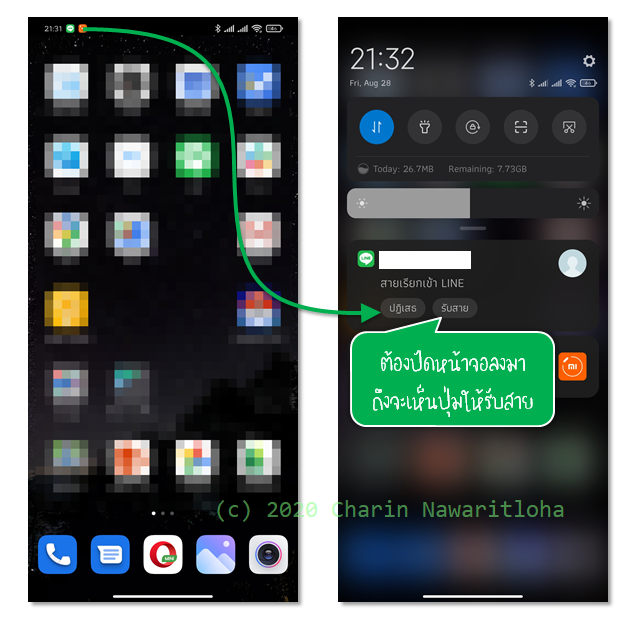 21:31
21:32
Fri, Aug 28
Today: 26.7MB Remaining: 7.73GB
LINE
สายเรียกเข้า LINE
ปฏิเสธ รับสาย
ต้องปัดหน้าจอลงมา
ถึงจะเห็นปุ่มให้รับสาย
mi
(c) 2020 Charin Nawaritloha